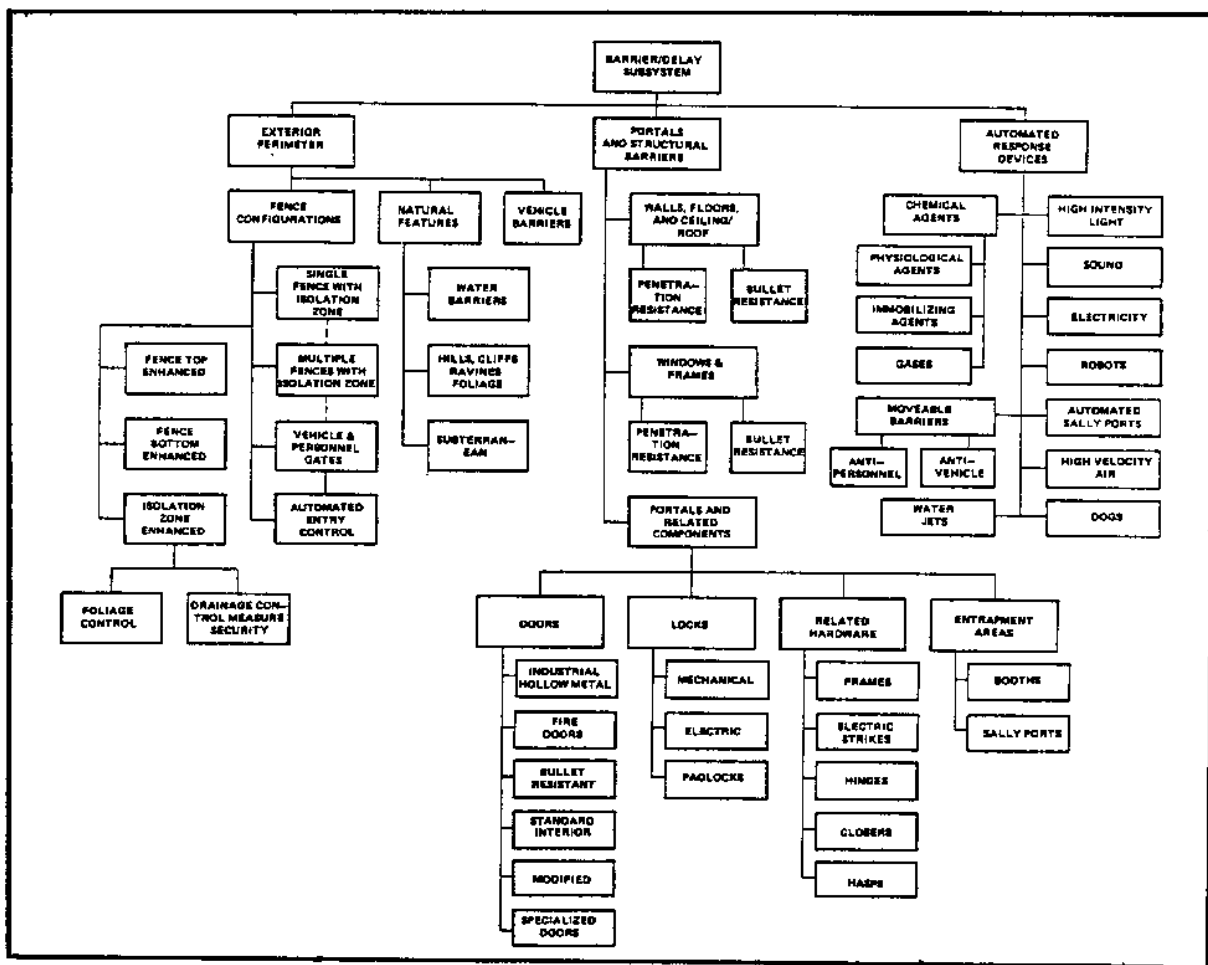 BARRIER/DELAY
SUBSYSTEM
EXTERIOR
PERIMETER
PORTALS
AND STRUCTURAL
BARRIERS
AUTOMATED
RESPONSE
DEVICES
FENCE
CONFIGURATIONS
NATURAL
FEATURES
VEHICLE
BARRIERS
WALLS, FLOORS,
AND CEILING/
ROOF
CHEMICAL
AGENTS
HIGH INTENSITY
LIGHT
SINGLE
FENCE WITH
ISOLATION
ZONE
WATER
BARRIERS
PENETRA-
TION
RESISTANCE
BULLET
RESISTANCE
PHYSIOLOGICAL
AGENTS
SOUND
IMMOBILIZING
AGENTS
ELECTRICITY
FENCE TOP
ENHANCED
MULTIPLE
FENCES WITH
ISOLATION ZONE
HILLS, CLIFFS
RAVINES
FOLIAGE
WINDOWS &
FRAMES
GASES
ROBOTS
FENCE
BOTTOM
ENHANCED
VEHICLE &
PERSONNEL
GATES
SUBTERRAN-
EAN
PENETRA-
TION
RESISTANCE
BULLET
RESISTANCE
MOVEABLE
BARRIERS
AUTOMATED
SALLY PORTS
ANTI-
PERSONNEL
ANTI-
VEHICLE
HIGH VELOCITY
AIR
ISOLATION
ZONE
ENHANCED
AUTOMATED
ENTRY
CONTROL
PORTALS AND
RELATED
COMPONENTS
WATER
JETS
DOGS
FOLIAGE
CONTROL
DRAINAGE CON-
TROL MEASURE
SECURITY
DOORS
LOCKS
RELATED
HARDWARE
ENTRAPMENT
AREAS
INDUSTRIAL
HOLLOW METAL
MECHANICAL
FRAMES
BOOTHS
FIRE
DOORS
ELECTRIC
ELECTRIC
STRIKES
SALLY PORTS
BULLET
RESISTANT
PADLOCKS
HINGES
STANDARD
INTERIOR
CLOSERS
MODIFIED
HASPS
SPECIALIZED
DOORS